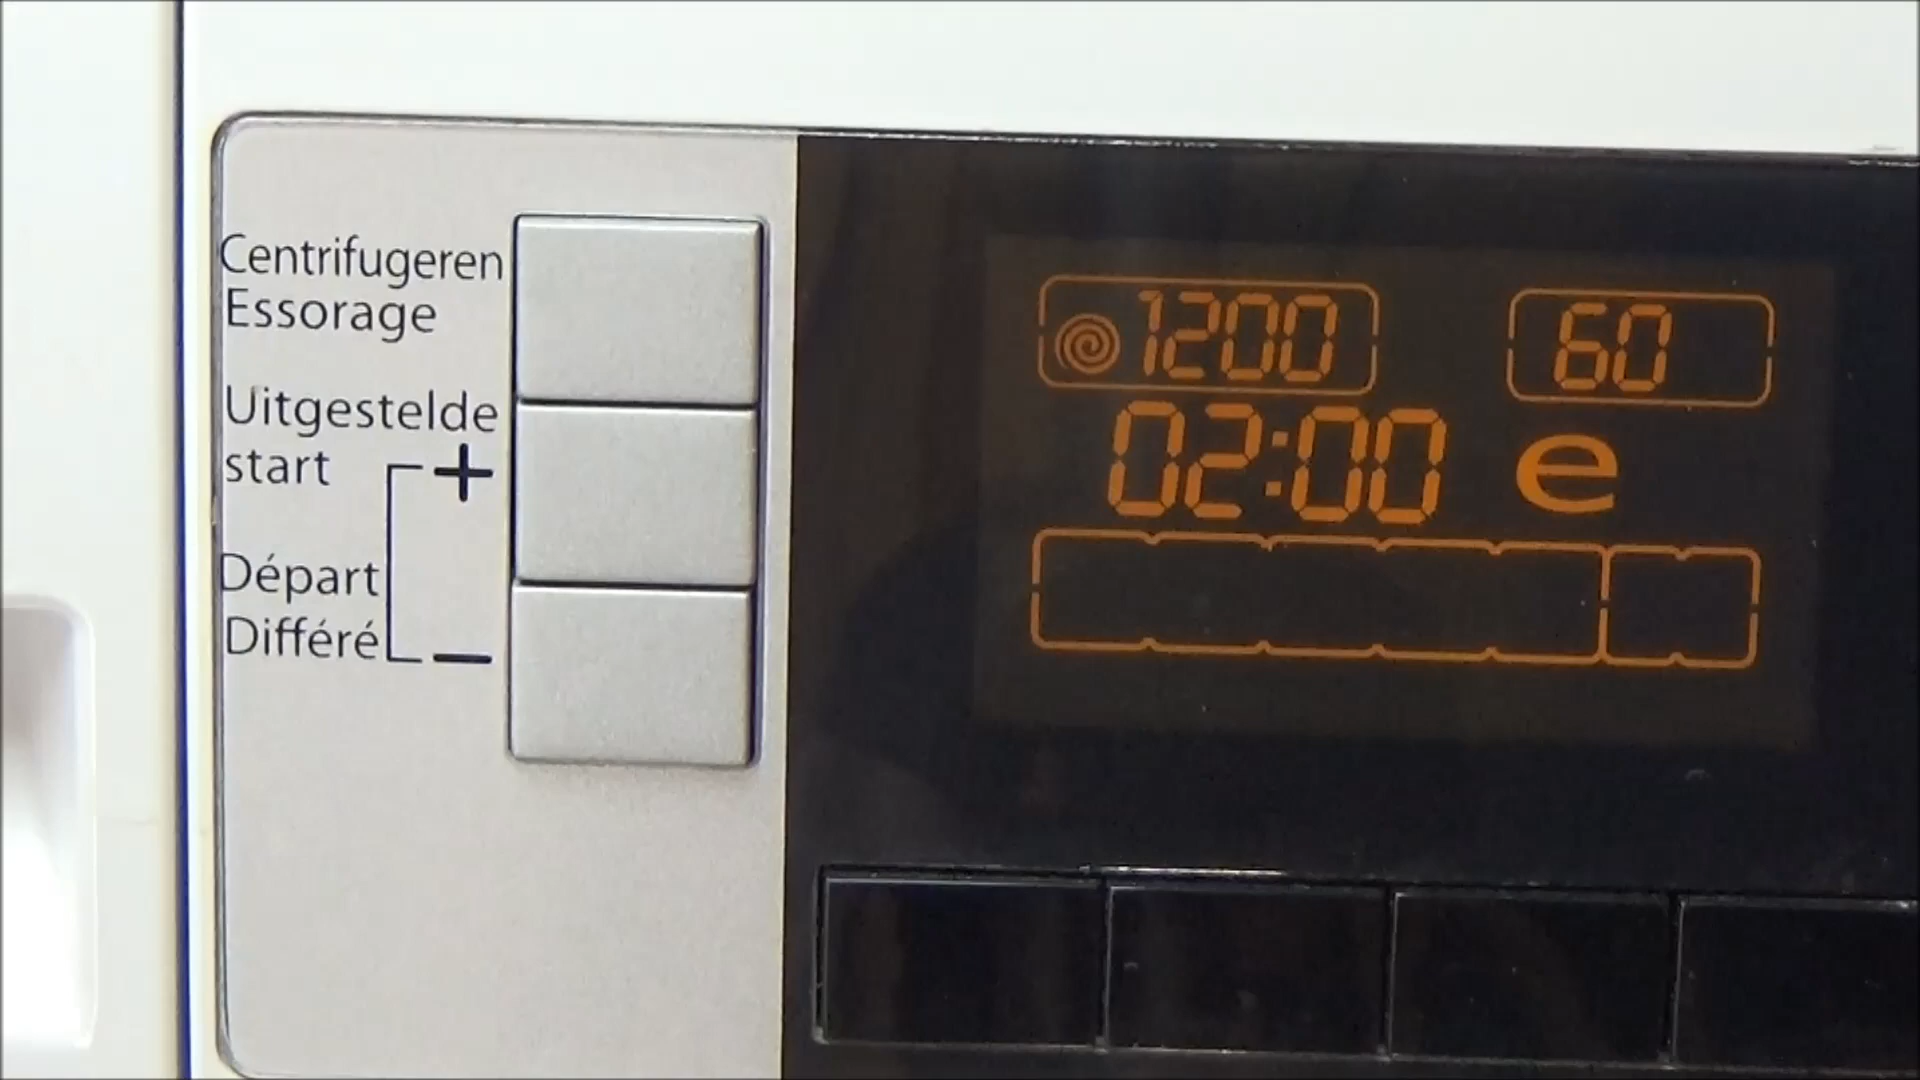 Centrifugeren
Essorage
Uitgestelde
start +
Départ
Différé −
1200
60
02:00 e